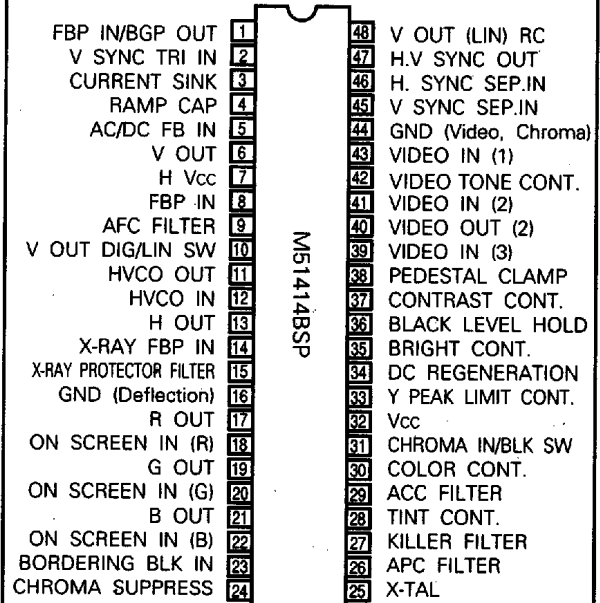 FBP IN/BGP OUT 1 48 V OUT (LIN) RC
V SYNC TRI IN 2 47 H.V SYNC OUT
CURRENT SINK 3 46 H. SYNC SEP.IN
RAMP CAP 4 45 V SYNC SEP.IN
AC/DC FB IN 5 44 GND (Video, Chroma)
V OUT 6 43 VIDEO IN (1)
H Vcc 7 42 VIDEO TONE CONT.
FBP IN 8 41 VIDEO IN (2)
AFC FILTER 9 40 VIDEO OUT (2)
V OUT DIG/LIN SW 10 39 VIDEO IN (3)
HVCO OUT 11 38 PEDESTAL CLAMP
HVCO IN 12 37 CONTRAST CONT.
H OUT 13 36 BLACK LEVEL HOLD
X-RAY FBP IN 14 35 BRIGHT CONT.
X-RAY PROTECTOR FILTER 15 34 DC REGENERATION
GND (Deflection) 16 33 Y PEAK LIMIT CONT.
R OUT 17 32 Vcc
ON SCREEN IN (R) 18 31 CHROMA IN/BLK SW
G OUT 19 30 COLOR CONT.
ON SCREEN IN (G) 20 29 ACC FILTER
B OUT 21 28 TINT CONT.
ON SCREEN IN (B) 22 27 KILLER FILTER
BORDERING BLK IN 23 26 APC FILTER
CHROMA SUPPRESS 24 25 X-TAL
M51414BSP